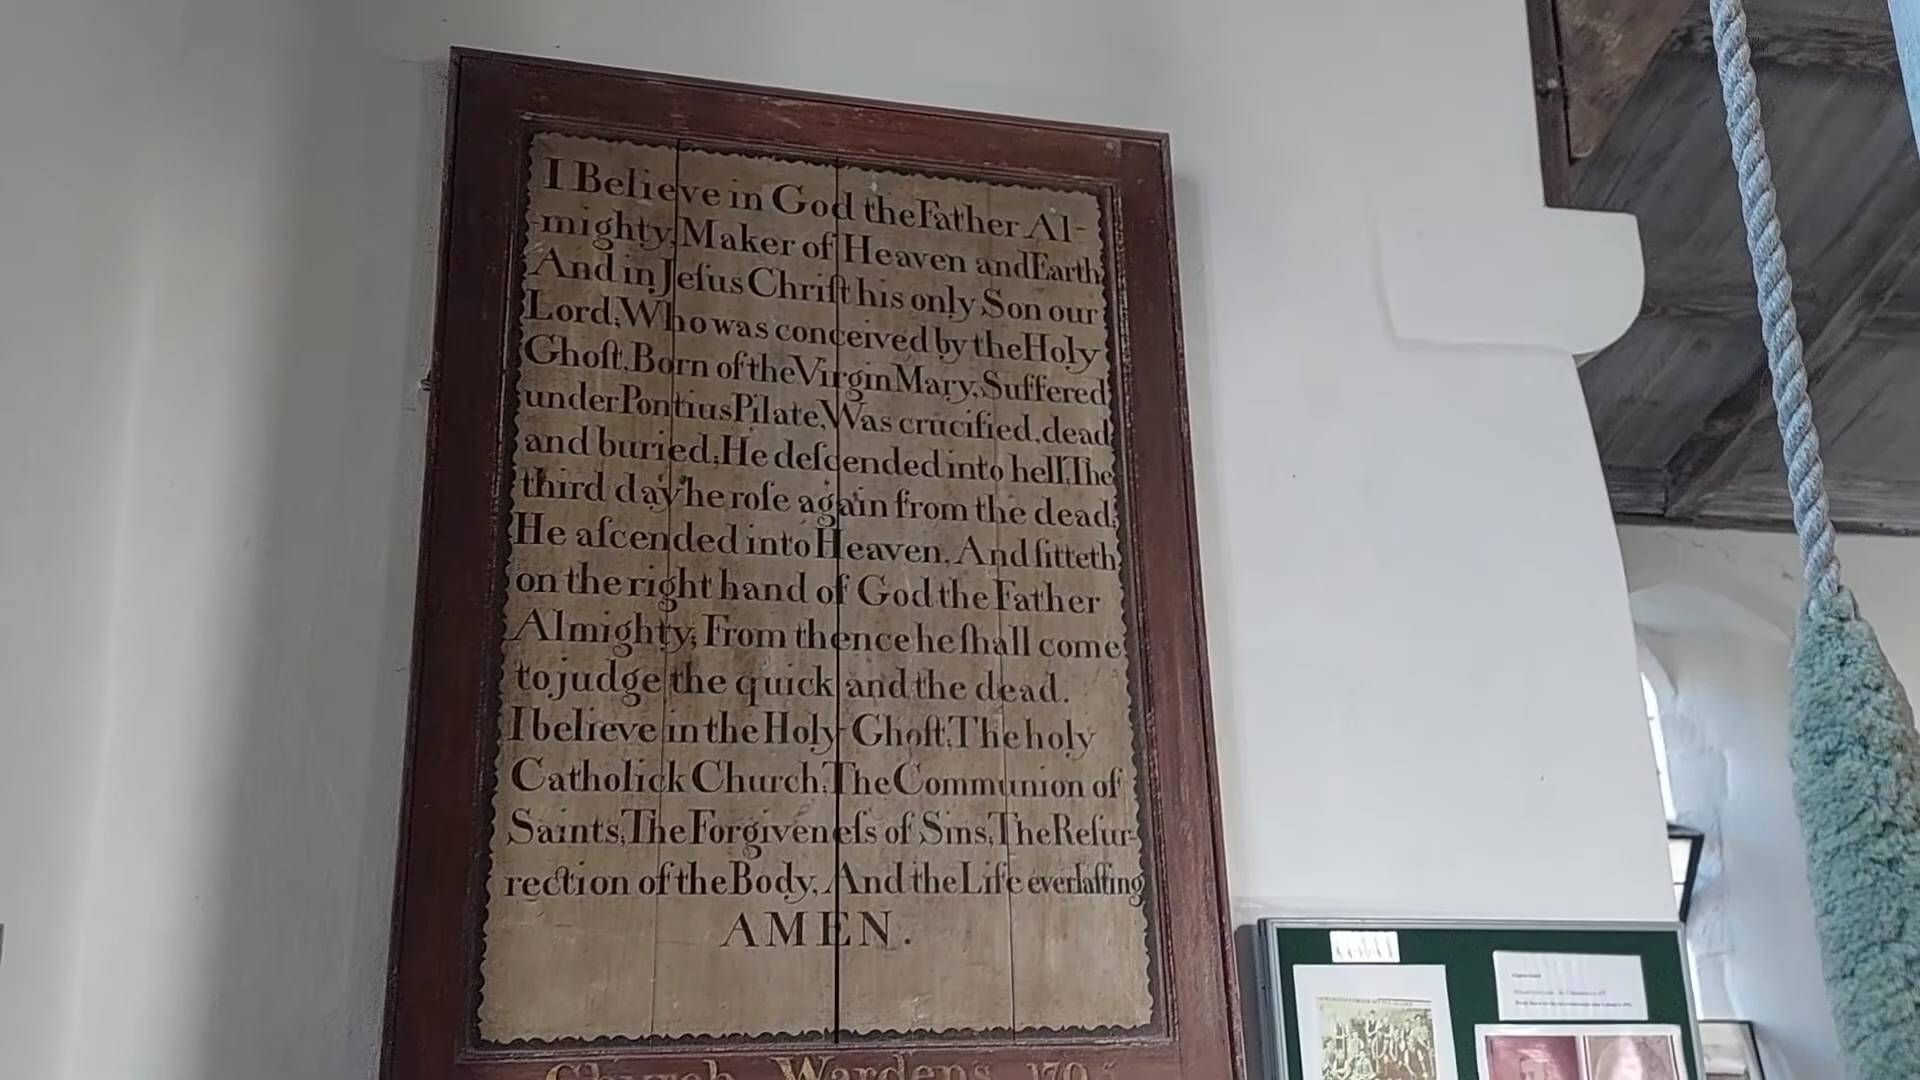 I Believe in God the Father Al-
-mighty, Maker of Heaven and Earth
And in Jeſus Chriſt his only Son our
Lord; Who was conceived by the Holy
Ghoſt, Born of the Virgin Mary, Suffered
under Pontius Pilate, Was crucified, dead
and buried; He deſcended into hell, The
third day he roſe again from the dead;
He aſcended into Heaven, And ſitteth
on the right hand of God the Father
Almighty; From thence he ſhall come
to judge the quick and the dead.
I believe in the Holy Ghoſt, The holy
Catholick Church; The Communion of
Saints; The Forgiveneſs of Sins; The Reſur-
rection of the Body, And the Life everlaſting
AMEN.
Church Wardens